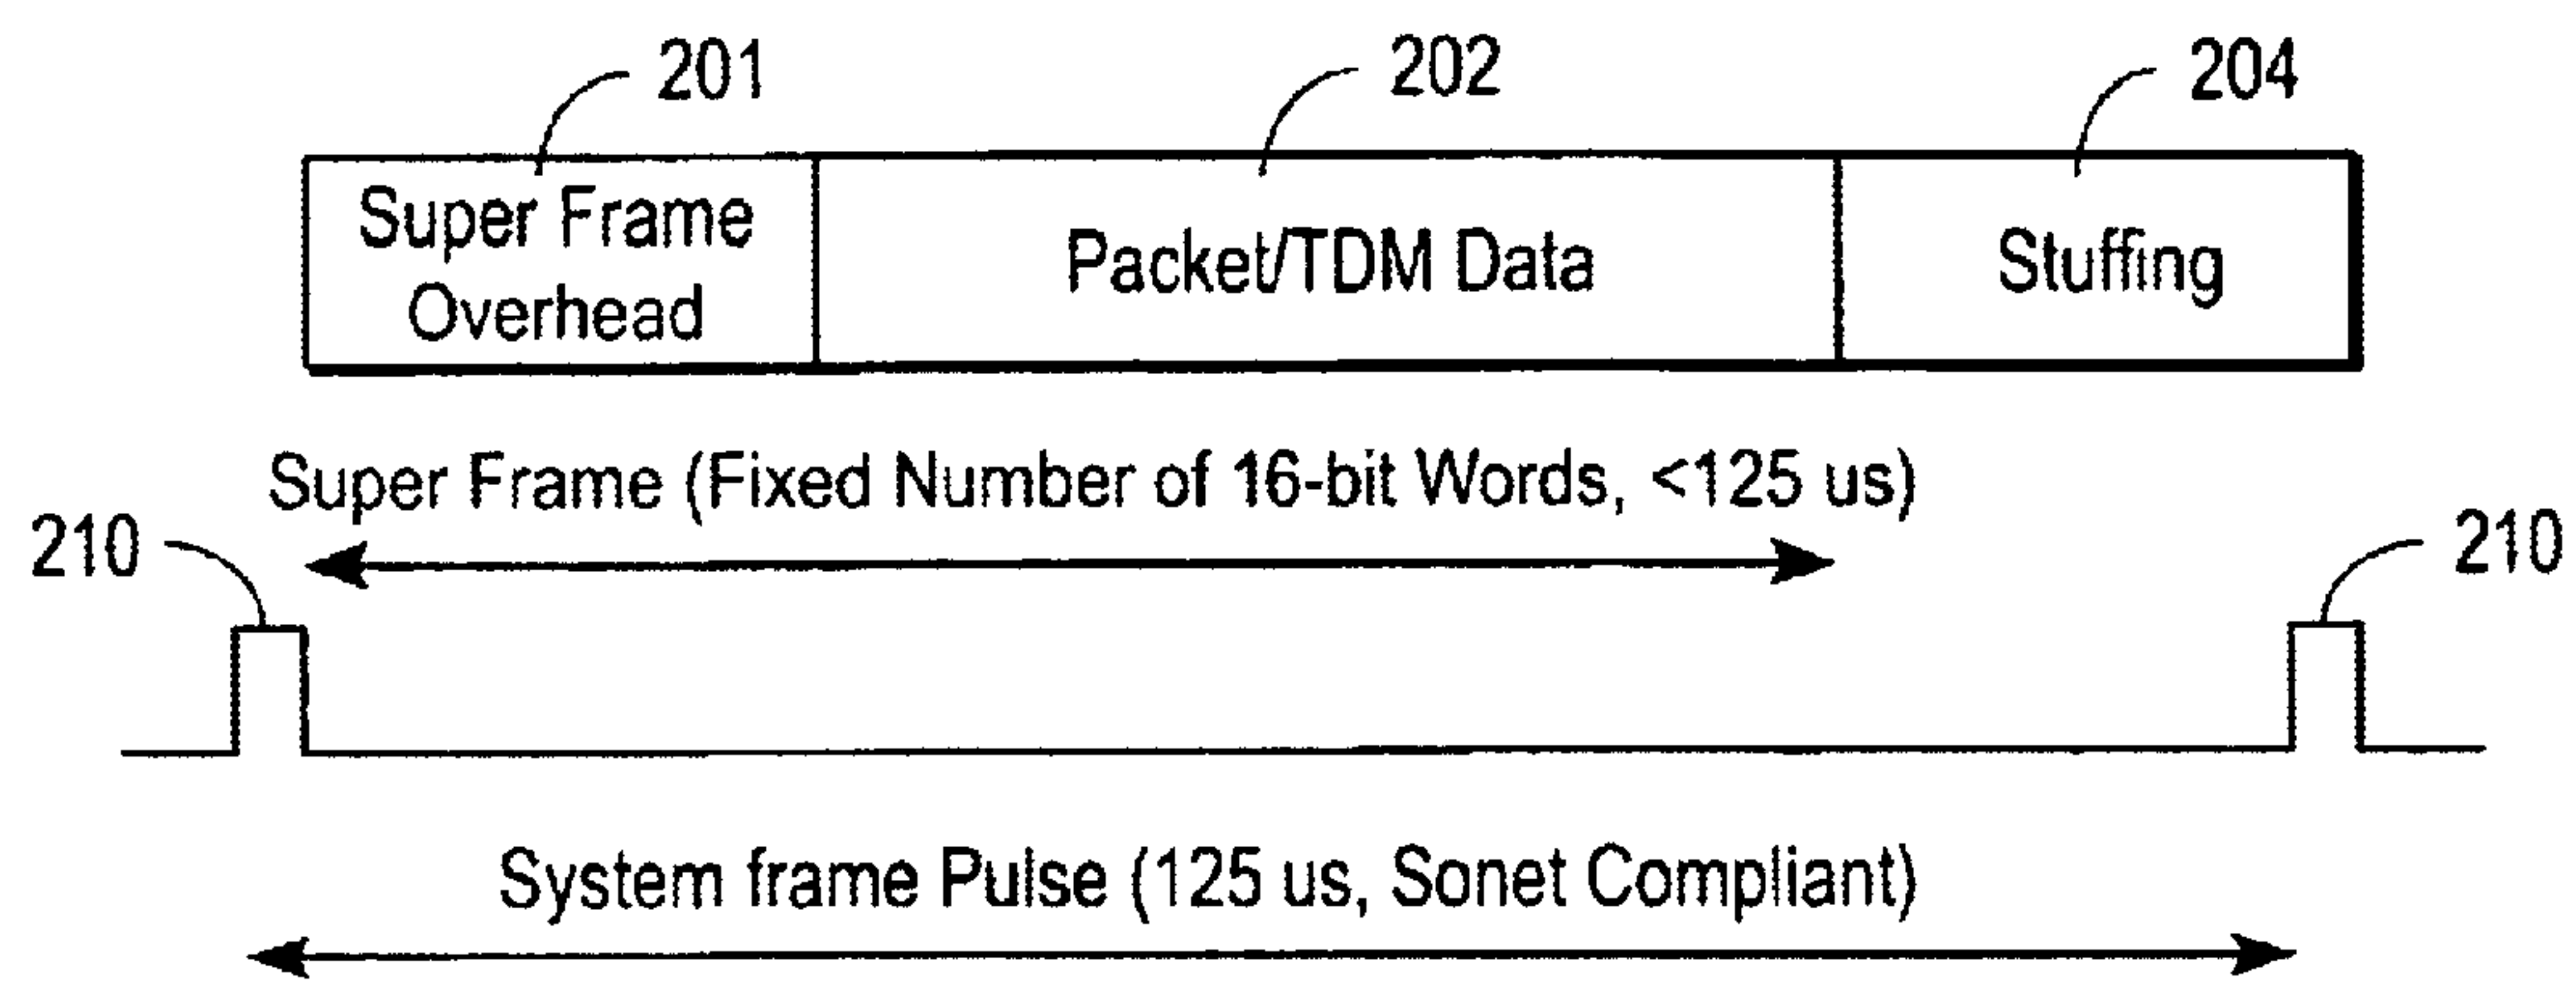 201
202
204
Super Frame
Overhead
Packet/TDM Data
Stuffing
Super Frame (Fixed Number of 16-bit Words, <125 us)
210
210
System frame Pulse (125 us, Sonet Compliant)